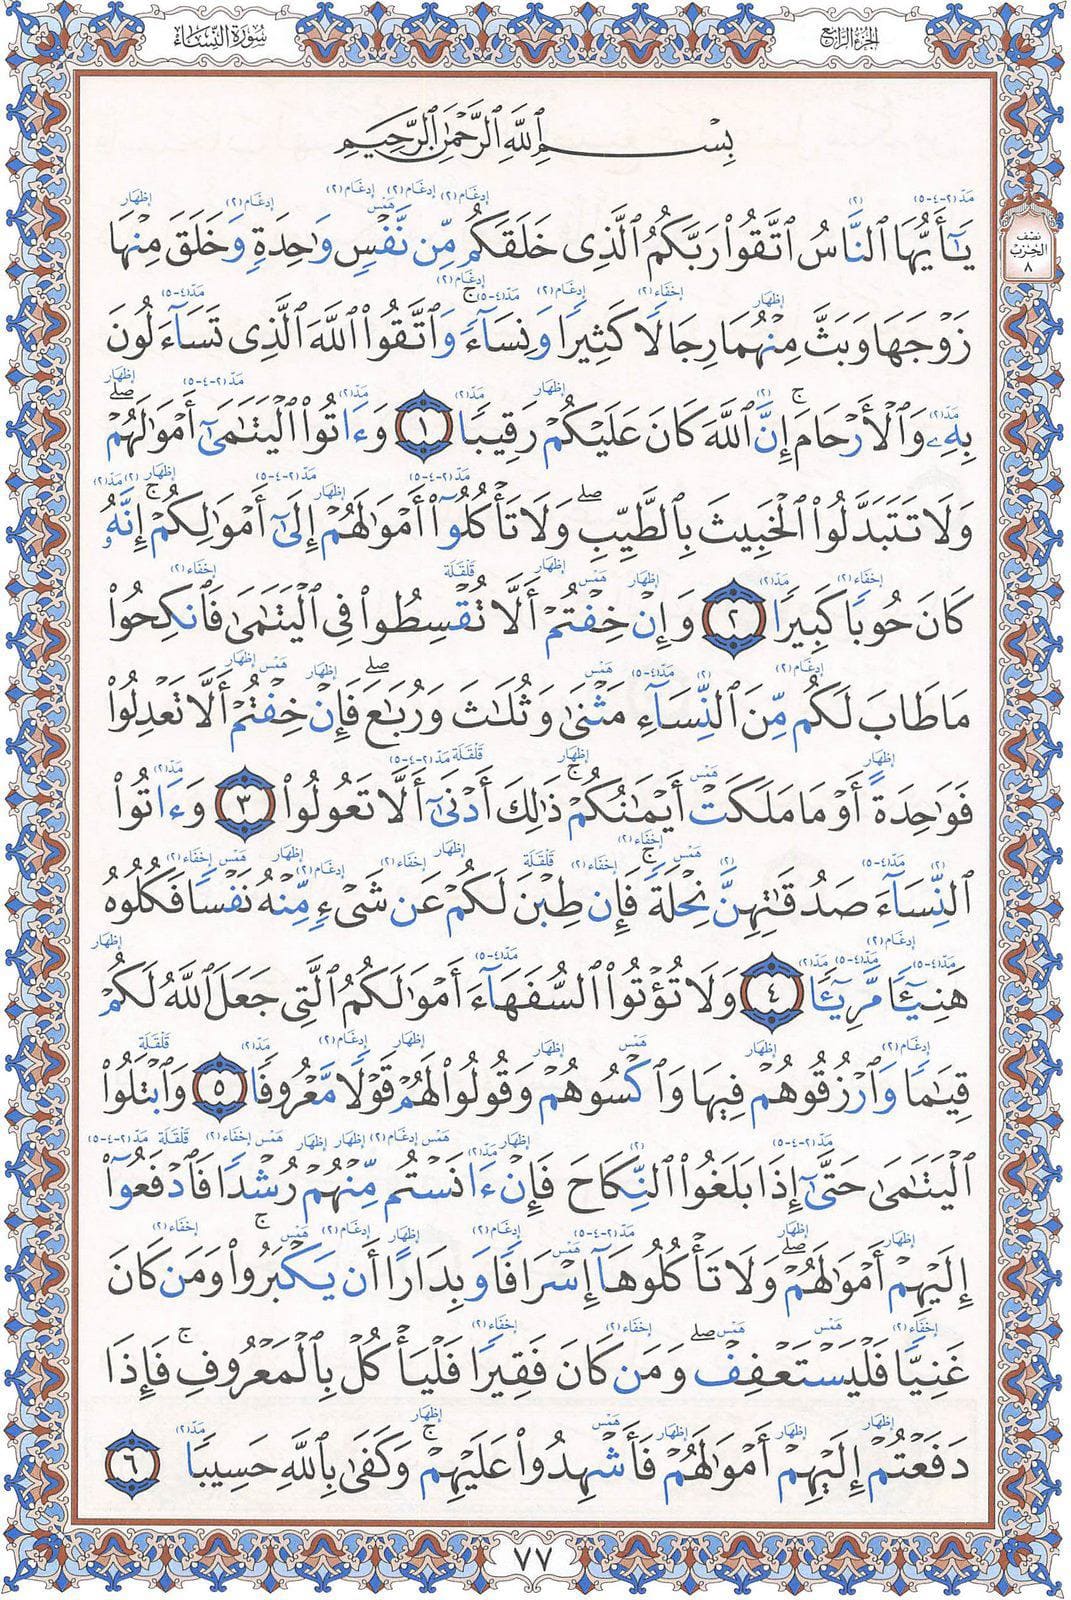 الجزء الرابع
سورة النساء
نصف
الحزب
٨
بِسْمِ ٱللَّهِ ٱلرَّحْمَٰنِ ٱلرَّحِيمِ
يَٰٓأَيُّهَا ٱلنَّاسُ ٱتَّقُوا۟ رَبَّكُمُ ٱلَّذِى خَلَقَكُم مِّن نَّفْسٍ وَٰحِدَةٍ وَخَلَقَ مِنْهَا
زَوْجَهَا وَبَثَّ مِنْهُمَا رِجَالًا كَثِيرًا وَنِسَآءً ۚ وَٱتَّقُوا۟ ٱللَّهَ ٱلَّذِى تَسَآءَلُونَ
بِهِۦ وَٱلْأَرْحَامَ ۚ إِنَّ ٱللَّهَ كَانَ عَلَيْكُمْ رَقِيبًا ١ وَءَاتُوا۟ ٱلْيَتَٰمَىٰٓ أَمْوَٰلَهُمْ ۖ
وَلَا تَتَبَدَّلُوا۟ ٱلْخَبِيثَ بِٱلطَّيِّبِ ۖ وَلَا تَأْكُلُوٓا۟ أَمْوَٰلَهُمْ إِلَىٰٓ أَمْوَٰلِكُمْ ۚ إِنَّهُۥ
كَانَ حُوبًا كَبِيرًا ٢ وَإِنْ خِفْتُمْ أَلَّا تُقْسِطُوا۟ فِى ٱلْيَتَٰمَىٰ فَٱنكِحُوا۟
مَا طَابَ لَكُم مِّنَ ٱلنِّسَآءِ مَثْنَىٰ وَثُلَٰثَ وَرُبَٰعَ ۖ فَإِنْ خِفْتُمْ أَلَّا تَعْدِلُوا۟
فَوَٰحِدَةً أَوْ مَا مَلَكَتْ أَيْمَٰنُكُمْ ۚ ذَٰلِكَ أَدْنَىٰٓ أَلَّا تَعُولُوا۟ ٣ وَءَاتُوا۟
ٱلنِّسَآءَ صَدُقَٰتِهِنَّ نِحْلَةً ۚ فَإِن طِبْنَ لَكُمْ عَن شَىْءٍ مِّنْهُ نَفْسًا فَكُلُوهُ
هَنِيٓـًٔا مَّرِيٓـًٔا ٤ وَلَا تُؤْتُوا۟ ٱلسُّفَهَآءَ أَمْوَٰلَكُمُ ٱلَّتِى جَعَلَ ٱللَّهُ لَكُمْ
قِيَٰمًا وَٱرْزُقُوهُمْ فِيهَا وَٱكْسُوهُمْ وَقُولُوا۟ لَهُمْ قَوْلًا مَّعْرُوفًا ٥ وَٱبْتَلُوا۟
ٱلْيَتَٰمَىٰ حَتَّىٰٓ إِذَا بَلَغُوا۟ ٱلنِّكَاحَ فَإِنْ ءَانَسْتُم مِّنْهُمْ رُشْدًا فَٱدْفَعُوٓا۟
إِلَيْهِمْ أَمْوَٰلَهُمْ ۖ وَلَا تَأْكُلُوهَآ إِسْرَافًا وَبِدَارًا أَن يَكْبَرُوا۟ ۚ وَمَن كَانَ
غَنِيًّا فَلْيَسْتَعْفِفْ ۖ وَمَن كَانَ فَقِيرًا فَلْيَأْكُلْ بِٱلْمَعْرُوفِ ۚ فَإِذَا
دَفَعْتُمْ إِلَيْهِمْ أَمْوَٰلَهُمْ فَأَشْهِدُوا۟ عَلَيْهِمْ ۚ وَكَفَىٰ بِٱللَّهِ حَسِيبًا ٦
٧٧